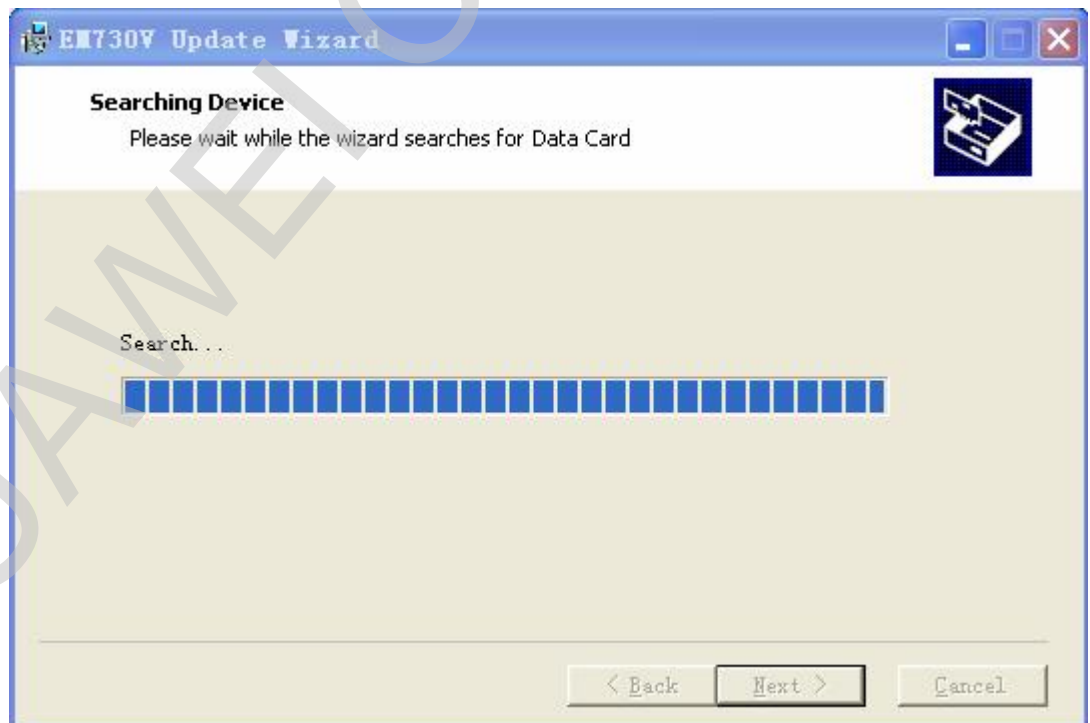 EM730V Update Wizard
Searching Device
Please wait while the wizard searches for Data Card
Search...
< Back
Next >
Cancel